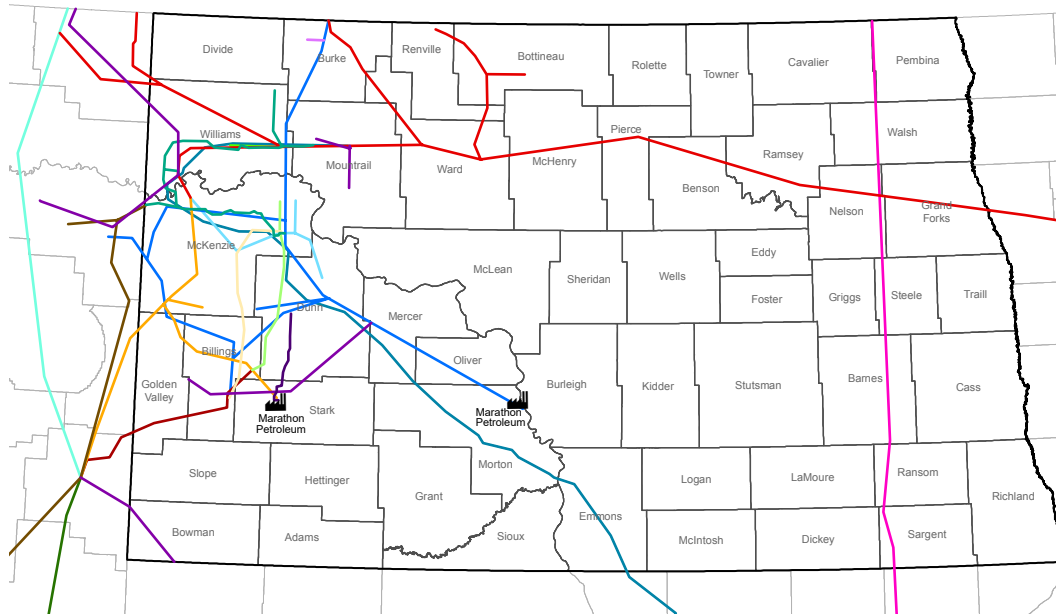 Divide
Burke
Renville
Bottineau
Rolette
Towner
Cavalier
Pembina
Williams
Mountrail
Ward
McHenry
Pierce
Ramsey
Walsh
Benson
Nelson
Grand
Forks
McKenzie
McLean
Sheridan
Wells
Eddy
Foster
Griggs
Steele
Traill
Dunn
Mercer
Oliver
Billings
Golden
Valley
Stark
Marathon
Petroleum
Marathon
Petroleum
Burleigh
Kidder
Stutsman
Barnes
Cass
Slope
Hettinger
Grant
Morton
Logan
LaMoure
Ransom
Richland
Bowman
Adams
Sioux
Emmons
McIntosh
Dickey
Sargent